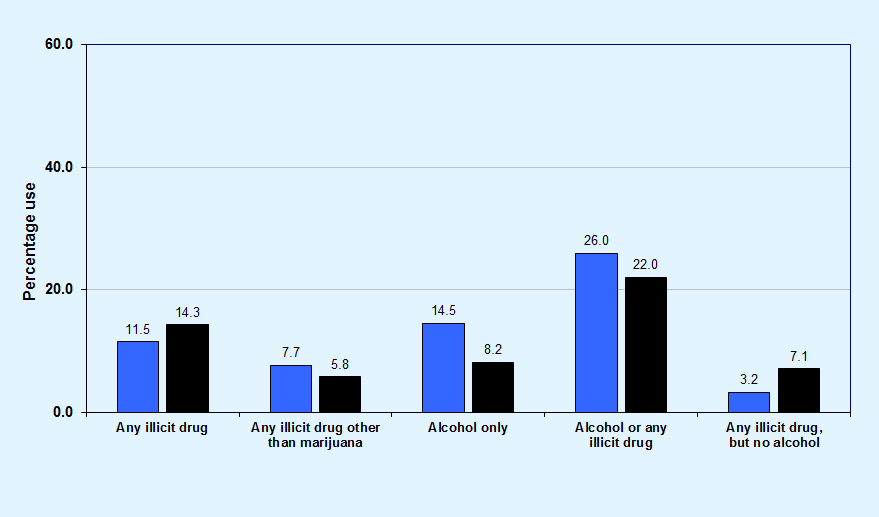 60.0
40.0
20.0
0.0
Percentage use
11.5
14.3
7.7
5.8
14.5
8.2
26.0
22.0
3.2
7.1
Any illicit drug
Any illicit drug other
than marijuana
Alcohol only
Alcohol or any
illicit drug
Any illicit drug,
but no alcohol